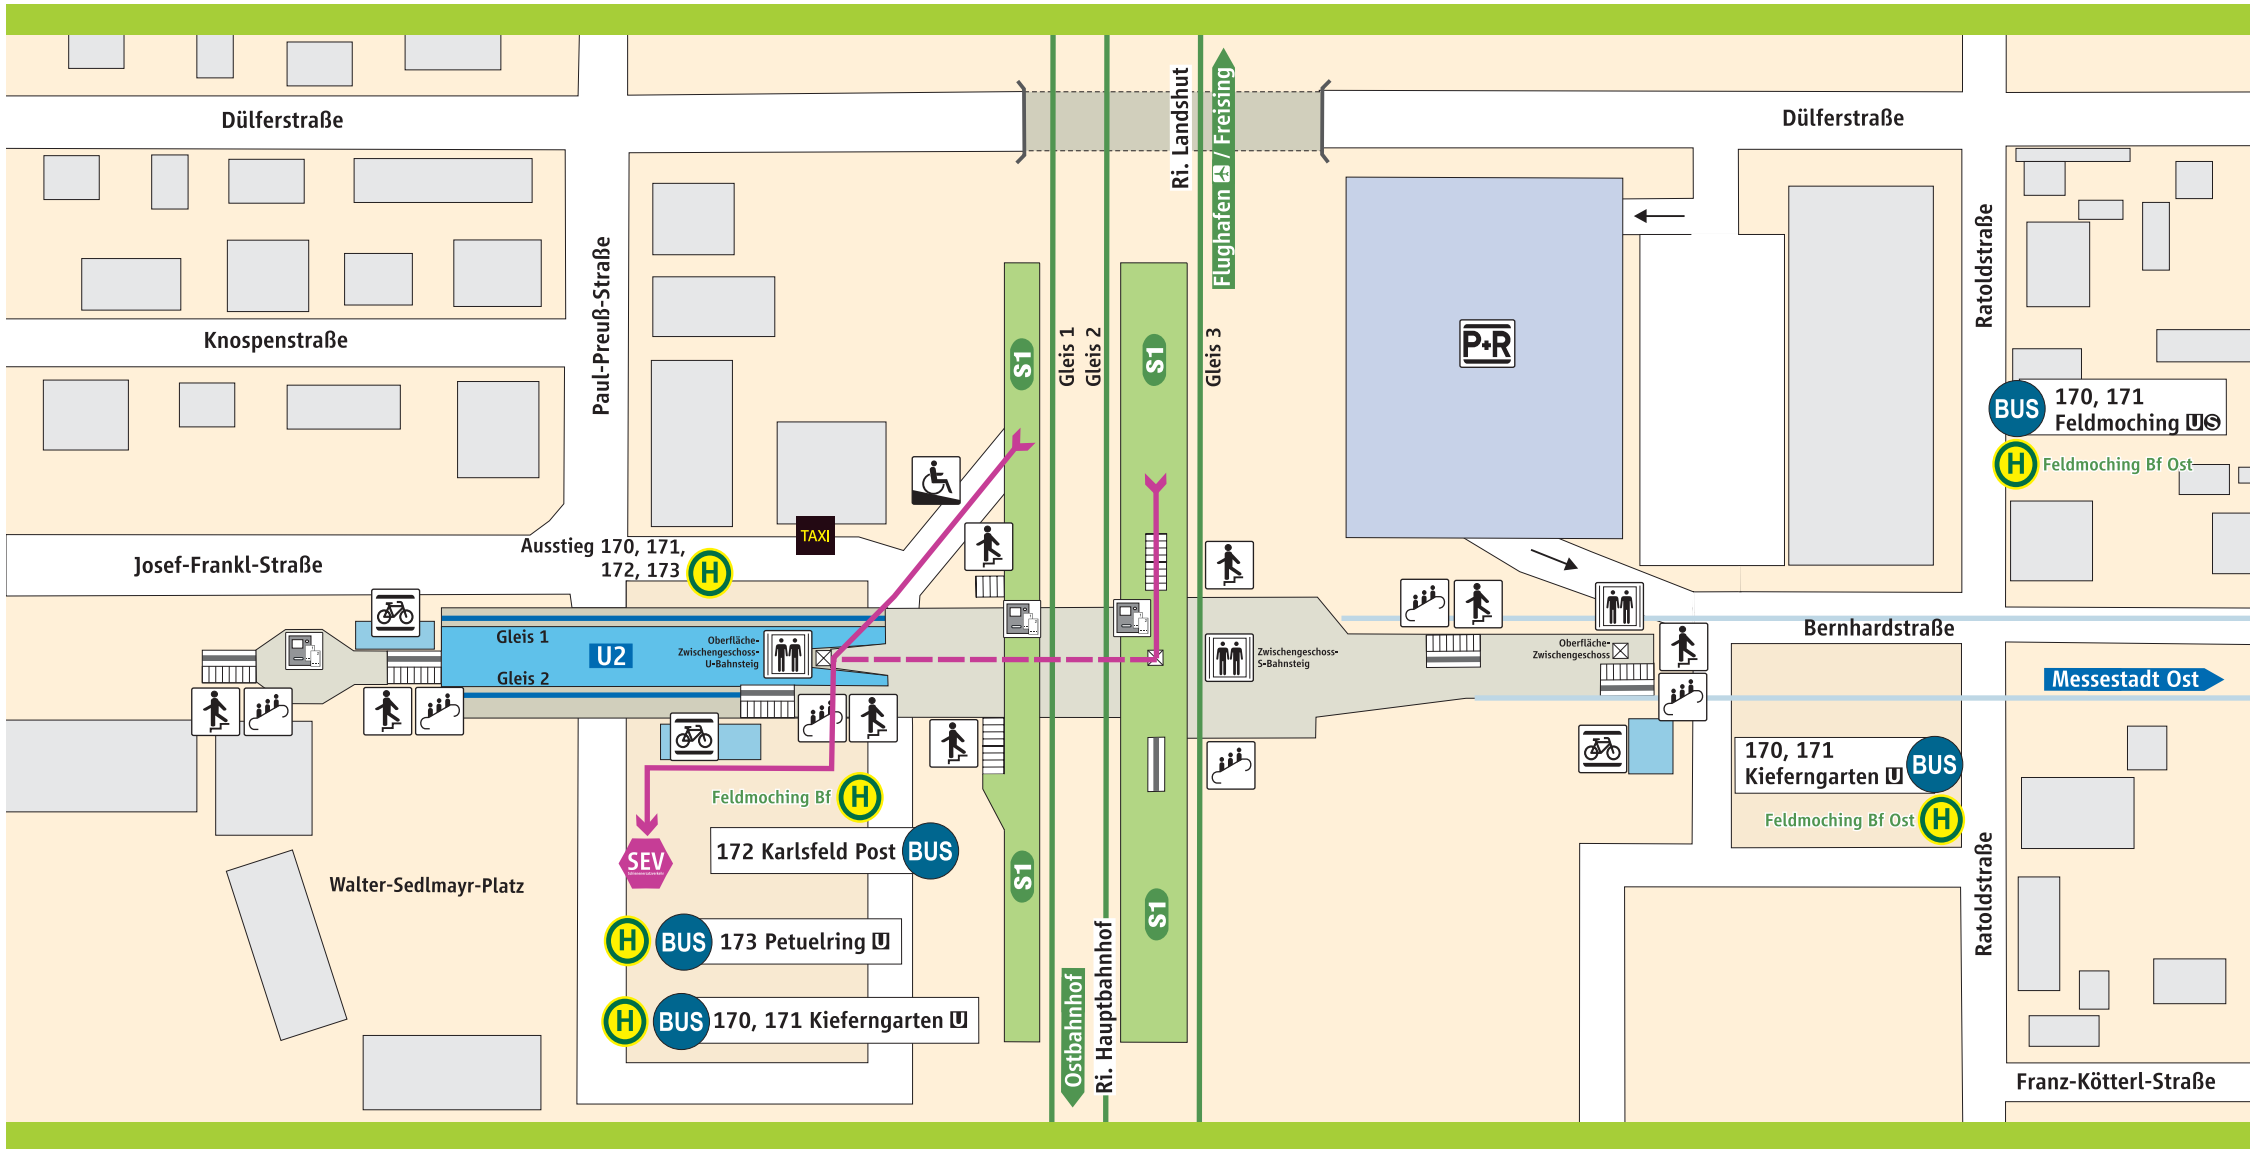 Dülferstraße
Ri. Landshut
Flughafen / Freising
Dülferstraße
Paul-Preuß-Straße
Ratoldstraße
Knospenstraße
S1
Gleis 1
Gleis 2
S1
Gleis 3
P+R
BUS
170, 171
Feldmoching U S
H
Feldmoching Bf Ost
TAXI
Ausstieg 170, 171,
172, 173
H
Josef-Frankl-Straße
Gleis 1
U2
Gleis 2
Oberfläche-
Zwischengeschoss-
U-Bahnsteig
Zwischengeschoss-
S-Bahnsteig
Oberfläche-
Zwischengeschoss
Bernhardstraße
Messestadt Ost
170, 171
Kieferngarten U
BUS
Feldmoching Bf Ost
H
Feldmoching Bf
H
172 Karlsfeld Post
BUS
SEV
Walter-Sedlmayr-Platz
S1
S1
H
BUS
173 Petuelring U
H
BUS
170, 171 Kieferngarten U
Ostbahnhof
Ri. Hauptbahnhof
Ratoldstraße
Franz-Kötterl-Straße